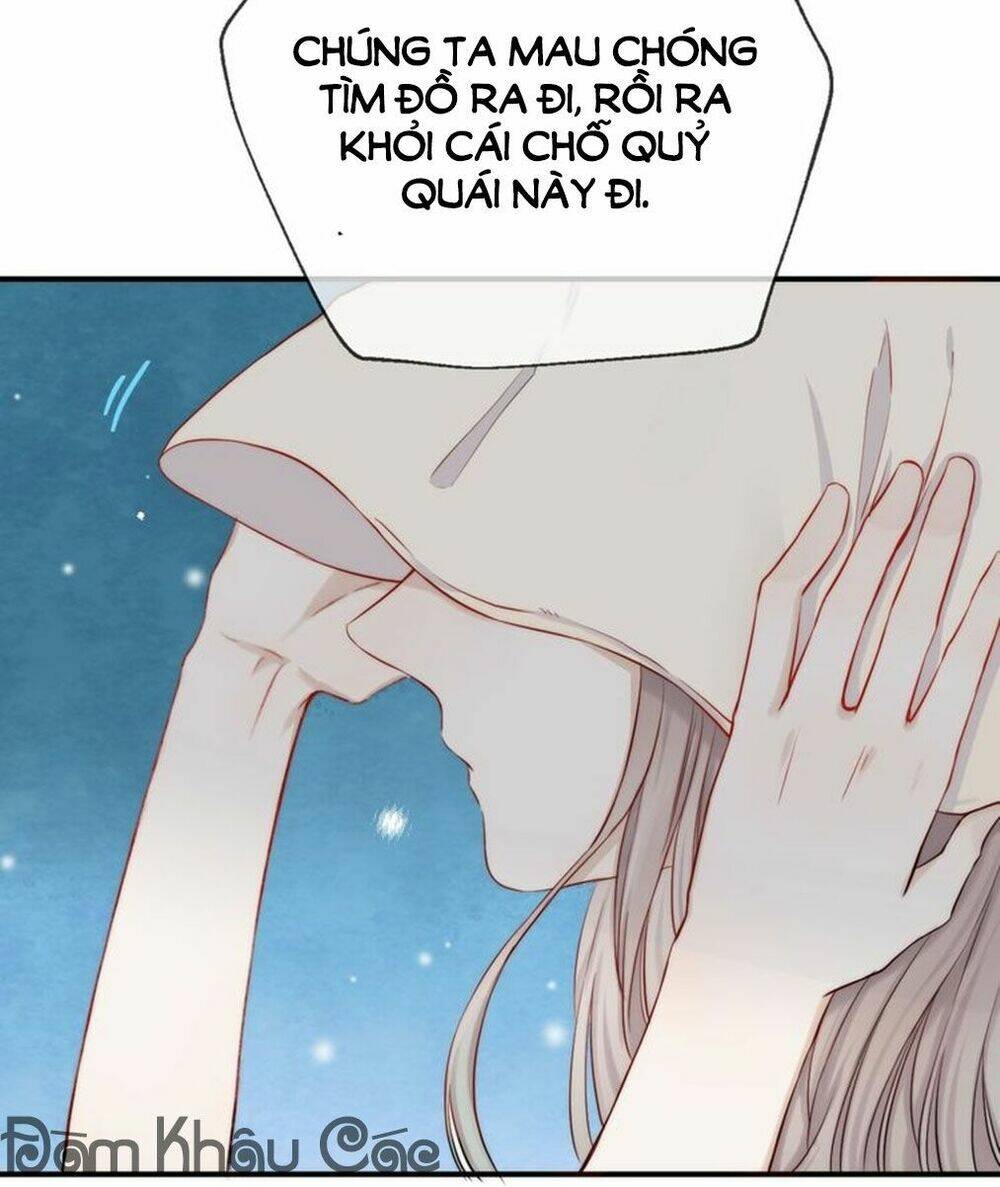 CHÚNG TA MAU CHÓNG
TÌM ĐỒ RA ĐI, RỒI RA
KHỎI CÁI CHỖ QUỶ
QUÁI NÀY ĐI.
Đàm Khâu Các